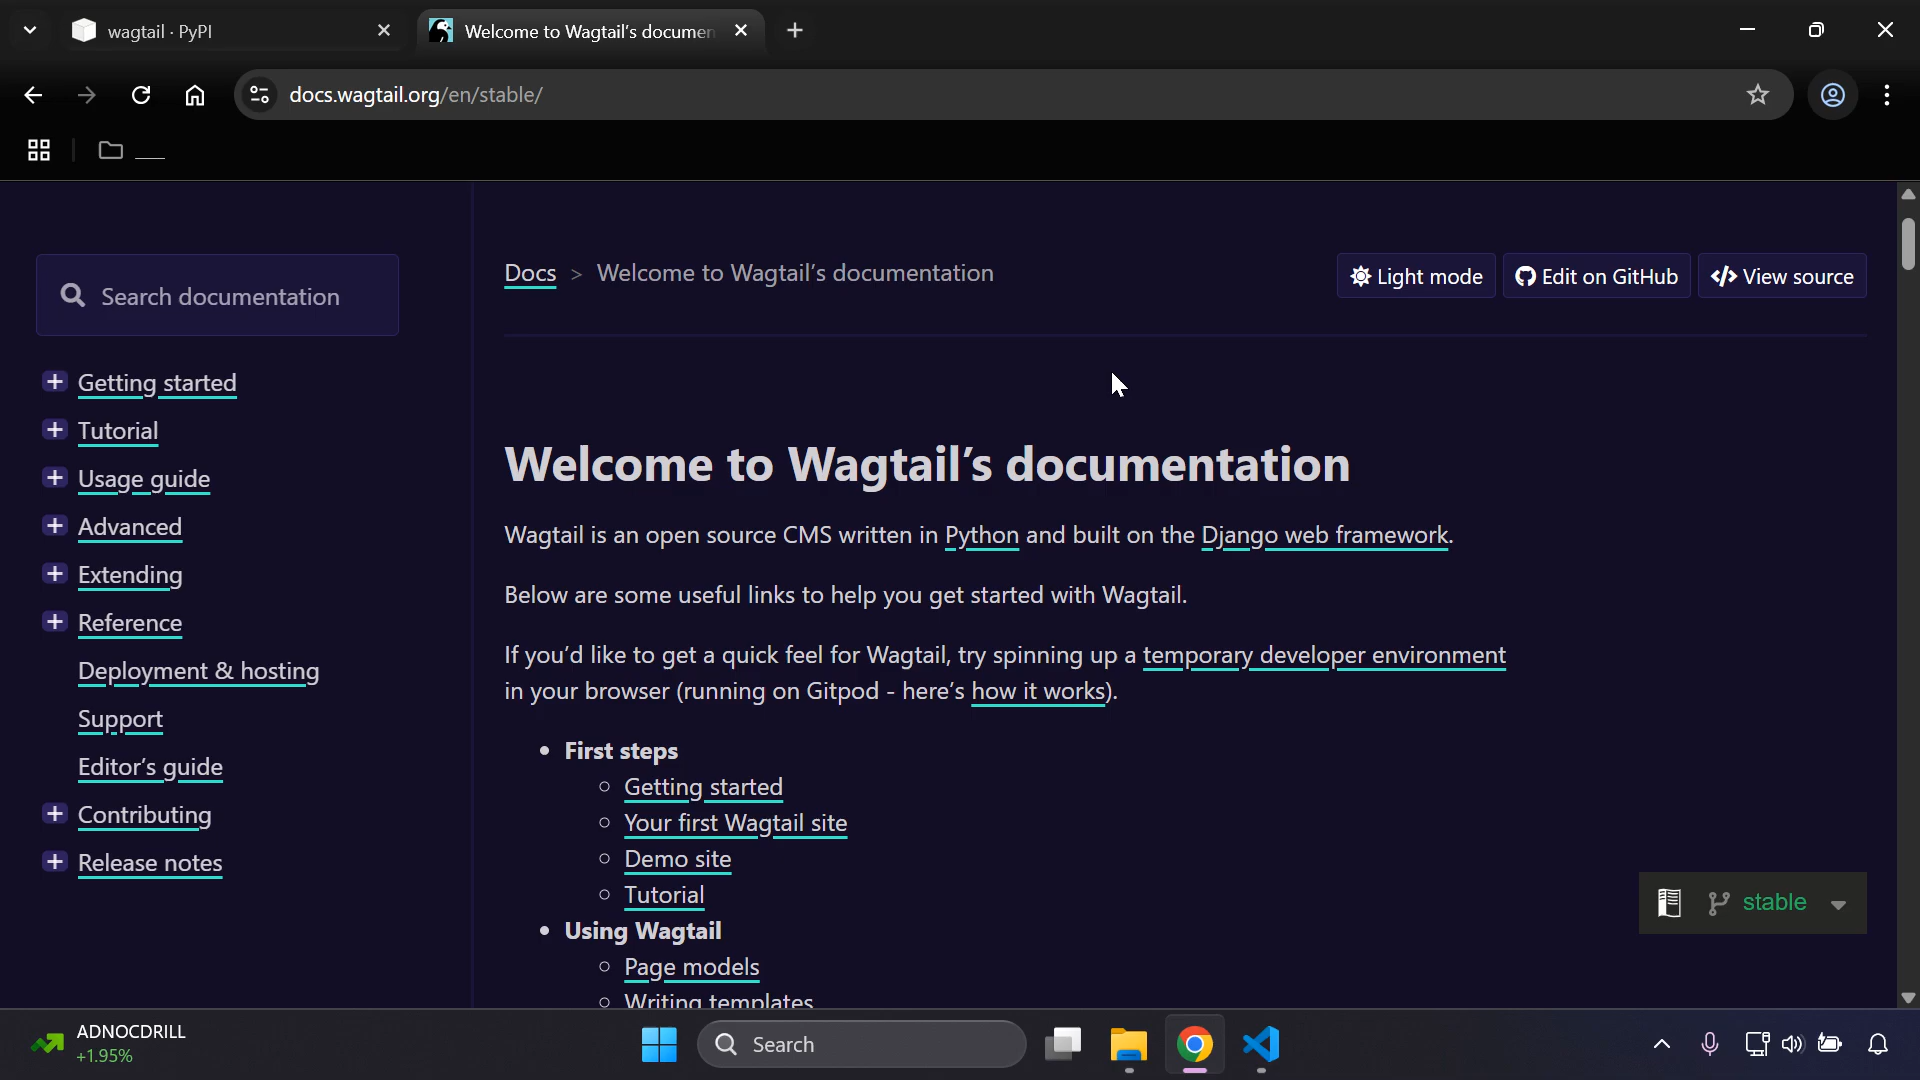 wagtail · PyPI
Welcome to Wagtail's documen
docs.wagtail.org/en/stable/
Search documentation
Getting started
Tutorial
Usage guide
Advanced
Extending
Reference
Deployment & hosting
Support
Editor's guide
Contributing
Release notes
Docs > Welcome to Wagtail's documentation
Light mode
Edit on GitHub
View source
Welcome to Wagtail's documentation
Wagtail is an open source CMS written in Python and built on the Django web framework.
Below are some useful links to help you get started with Wagtail.
If you'd like to get a quick feel for Wagtail, try spinning up a temporary developer environment
in your browser (running on Gitpod - here's how it works).
First steps
Getting started
Your first Wagtail site
Demo site
Tutorial
Using Wagtail
Page models
Writing templates
stable
ADNOCDRILL
+1.95%
Search